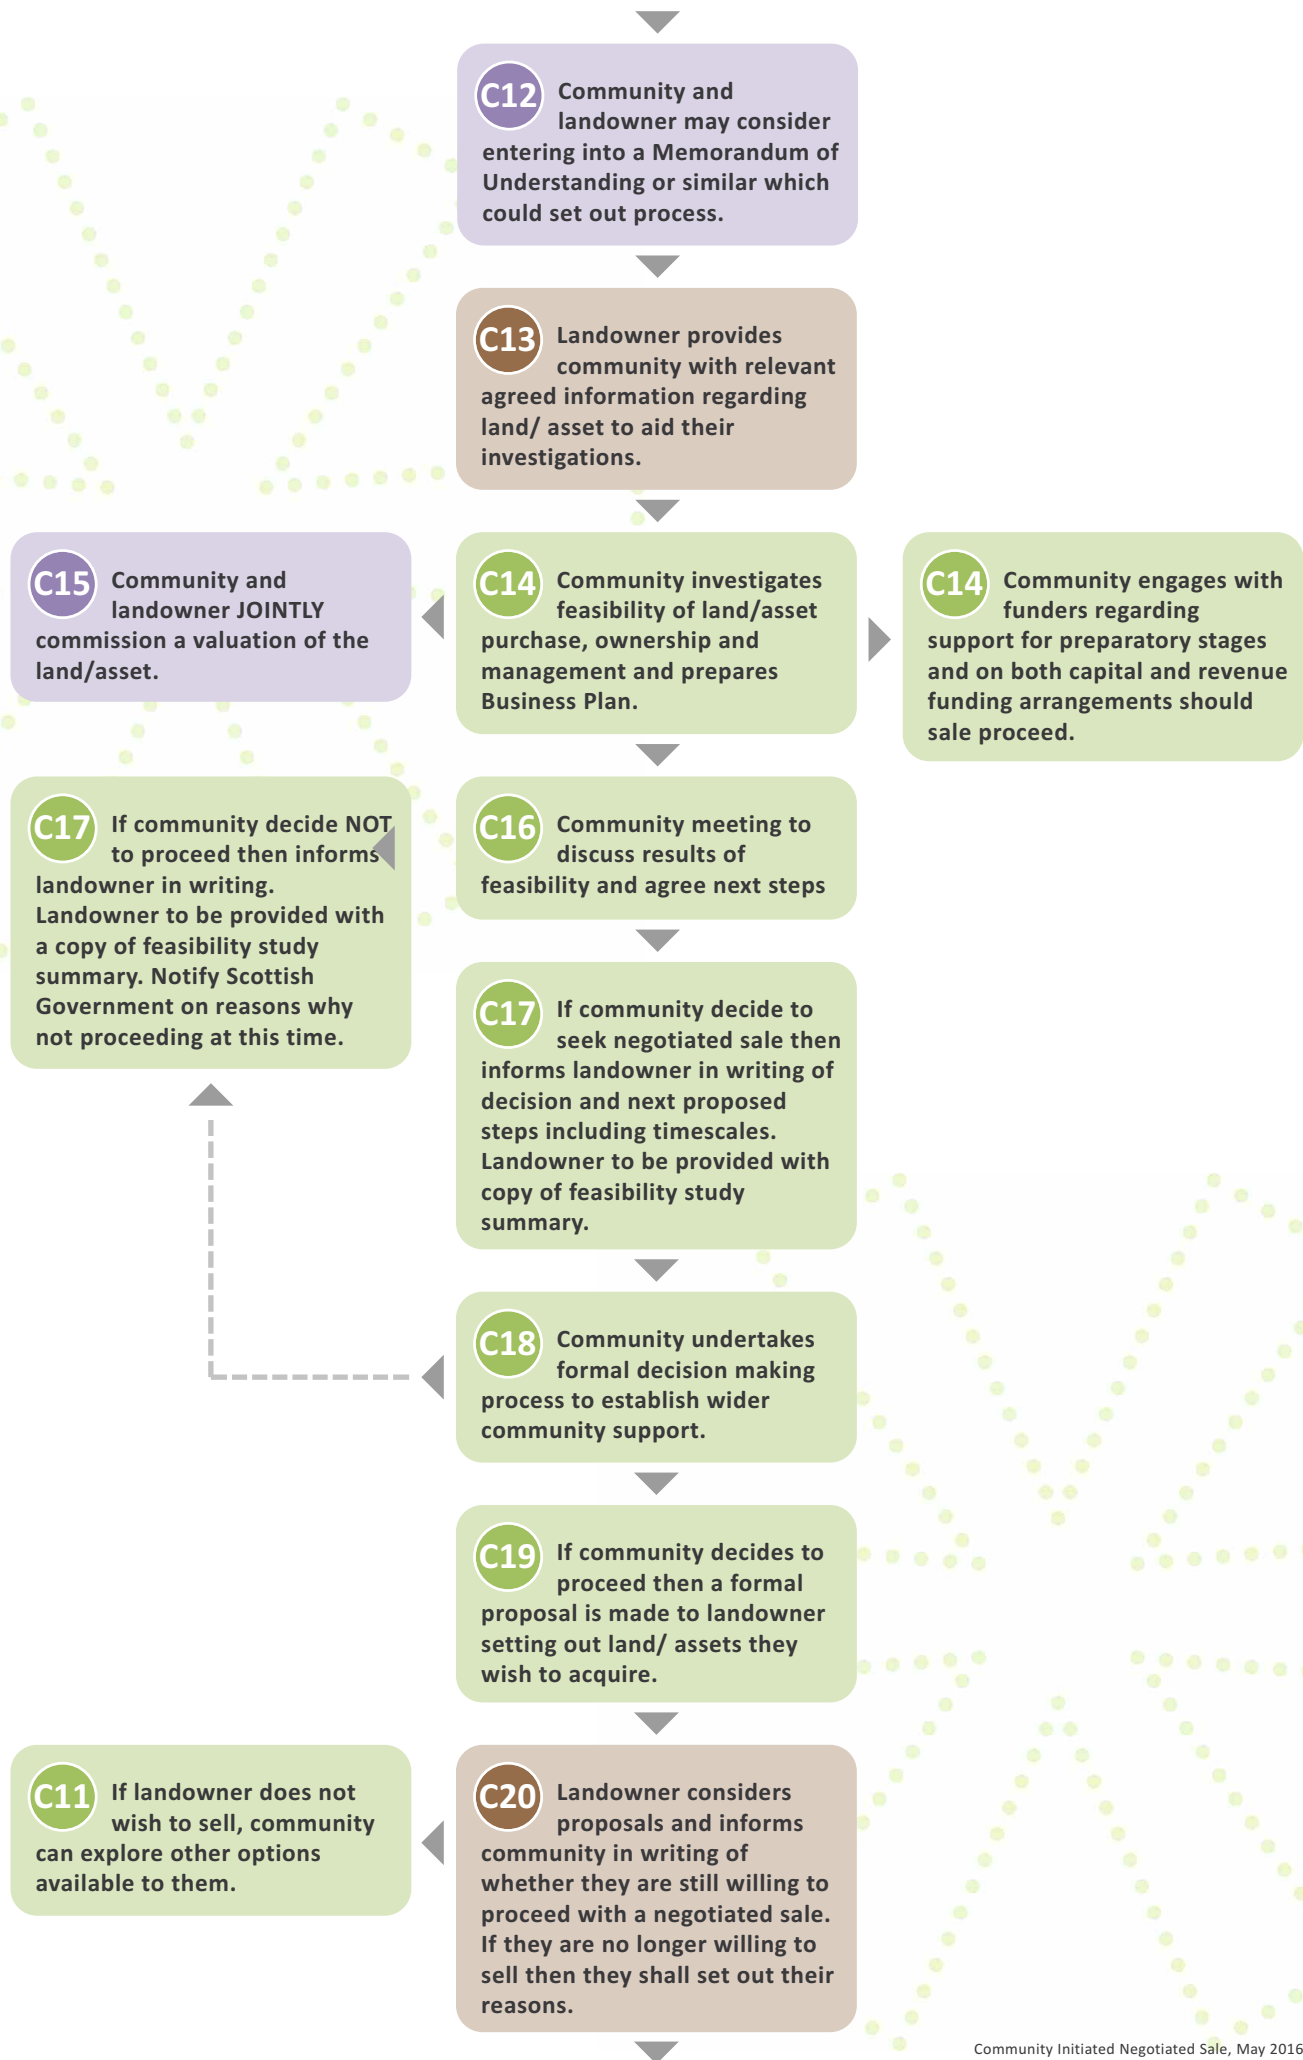 C12 Community and
landowner may consider
entering into a Memorandum of
Understanding or similar which
could set out process.
C13 Landowner provides
community with relevant
agreed information regarding
land/ asset to aid their
investigations.
C15 Community and
landowner JOINTLY
commission a valuation of the
land/asset.
C14 Community investigates
feasibility of land/asset
purchase, ownership and
management and prepares
Business Plan.
C14 Community engages with
funders regarding
support for preparatory stages
and on both capital and revenue
funding arrangements should
sale proceed.
C17 If community decide NOT
to proceed then informs
landowner in writing.
Landowner to be provided with
a copy of feasibility study
summary. Notify Scottish
Government on reasons why
not proceeding at this time.
C16 Community meeting to
discuss results of
feasibility and agree next steps
C17 If community decide to
seek negotiated sale then
informs landowner in writing of
decision and next proposed
steps including timescales.
Landowner to be provided with
copy of feasibility study
summary.
C18 Community undertakes
formal decision making
process to establish wider
community support.
C19 If community decides to
proceed then a formal
proposal is made to landowner
setting out land/ assets they
wish to acquire.
C11 If landowner does not
wish to sell, community
can explore other options
available to them.
C20 Landowner considers
proposals and informs
community in writing of
whether they are still willing to
proceed with a negotiated sale.
If they are no longer willing to
sell then they shall set out their
reasons.
Community Initiated Negotiated Sale, May 2016